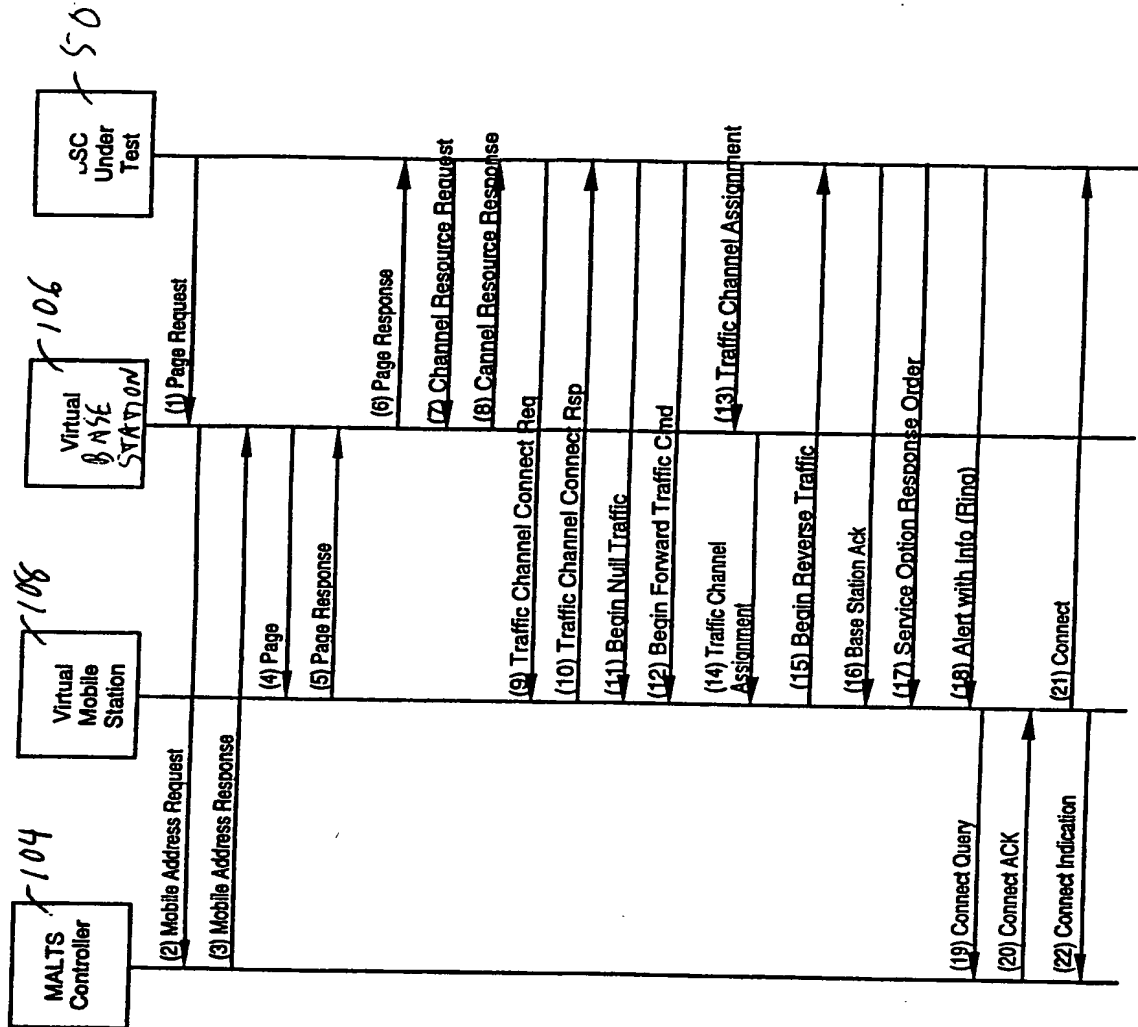 MALTS
Controller
104
Virtual
Mobile
Station
108
Virtual
BASE
STATION
106
USC
Under
Test
50
(1) Page Request
(2) Mobile Address Request
(3) Mobile Address Response
(4) Page
(5) Page Response
(6) Page Response
(7) Channel Resource Request
(8) Cannel Resource Response
(9) Traffic Channel Connect Req
(10) Traffic Channel Connect Rsp
(11) Begin Null Traffic
(12) Begin Forward Traffic Cmd
(13) Traffic Channel Assignment
(14) Traffic Channel
Assignment
(15) Begin Reverse Traffic
(16) Base Station Ack
(17) Service Option Response Order
(18) Alert with Info (Ring)
(19) Connect Query
(20) Connect ACK
(21) Connect
(22) Connect Indication